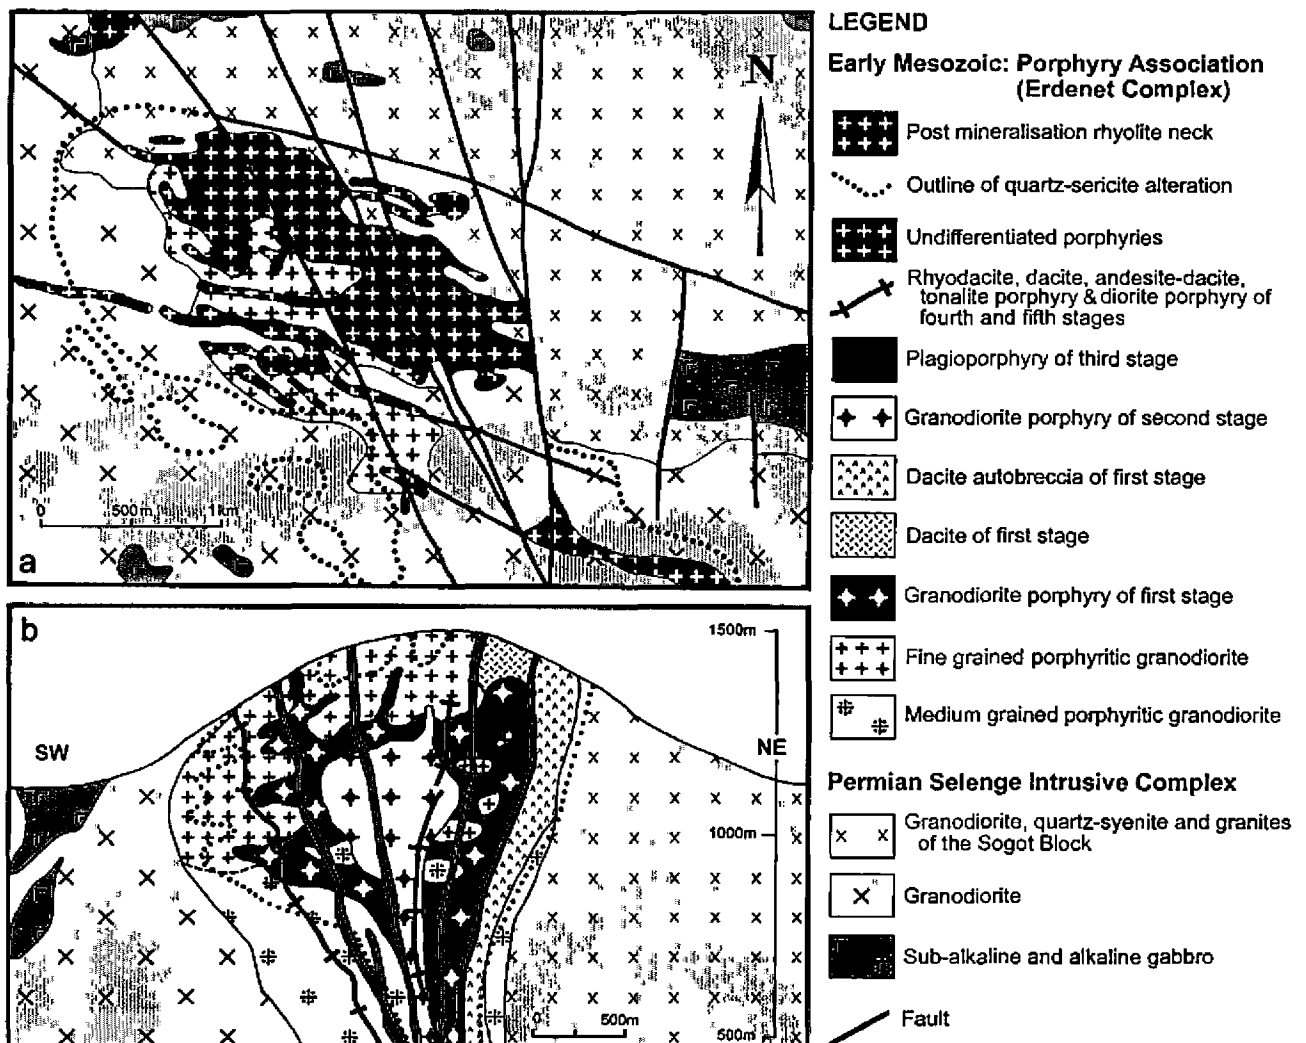 N
0 500m 1km
a
b
1500m
SW
NE
1000m
0 500m
500m
LEGEND
Early Mesozoic: Porphyry Association
(Erdenet Complex)
Post mineralisation rhyolite neck
Outline of quartz-sericite alteration
Undifferentiated porphyries
Rhyodacite, dacite, andesite-dacite,
tonalite porphyry & diorite porphyry of
fourth and fifth stages
Plagioporphyry of third stage
Granodiorite porphyry of second stage
Dacite autobreccia of first stage
Dacite of first stage
Granodiorite porphyry of first stage
Fine grained porphyritic granodiorite
Medium grained porphyritic granodiorite
Permian Selenge Intrusive Complex
Granodiorite, quartz-syenite and granites
of the Sogot Block
Granodiorite
Sub-alkaline and alkaline gabbro
Fault